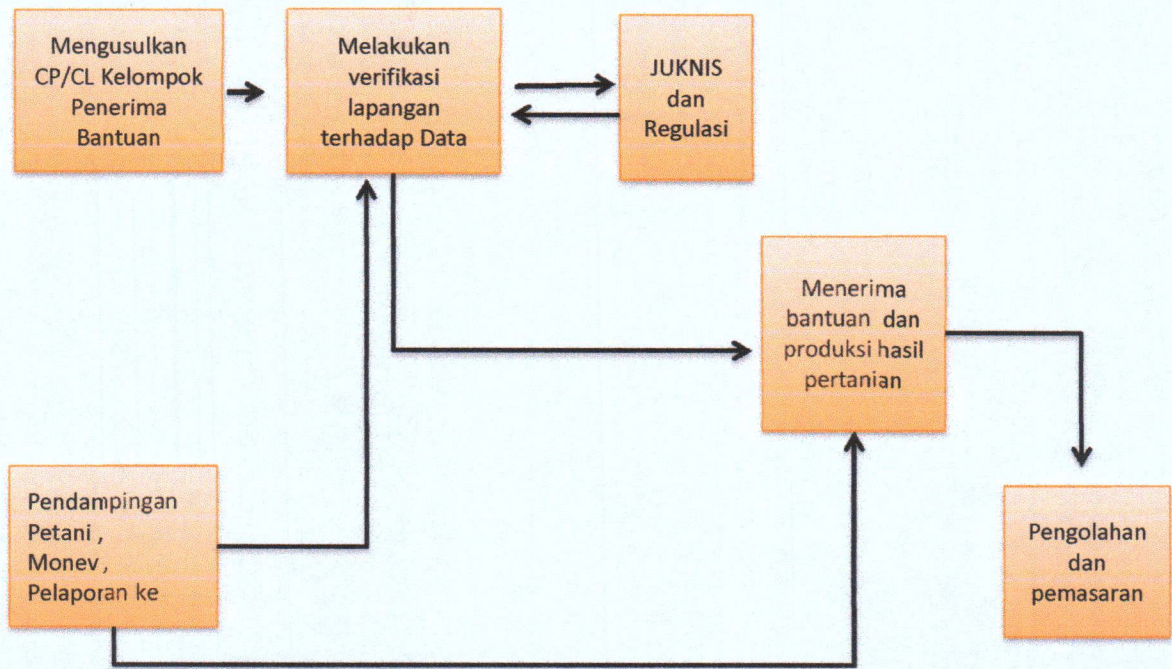 Mengusulkan
CP/CL Kelompok
Penerima
Bantuan
Melakukan
verifikasi
lapangan
terhadap Data
JUKNIS
dan
Regulasi
Menerima
bantuan dan
produksi hasil
pertanian
Pendampingan
Petani ,
Monev ,
Pelaporan ke
Pengolahan
dan
pemasaran